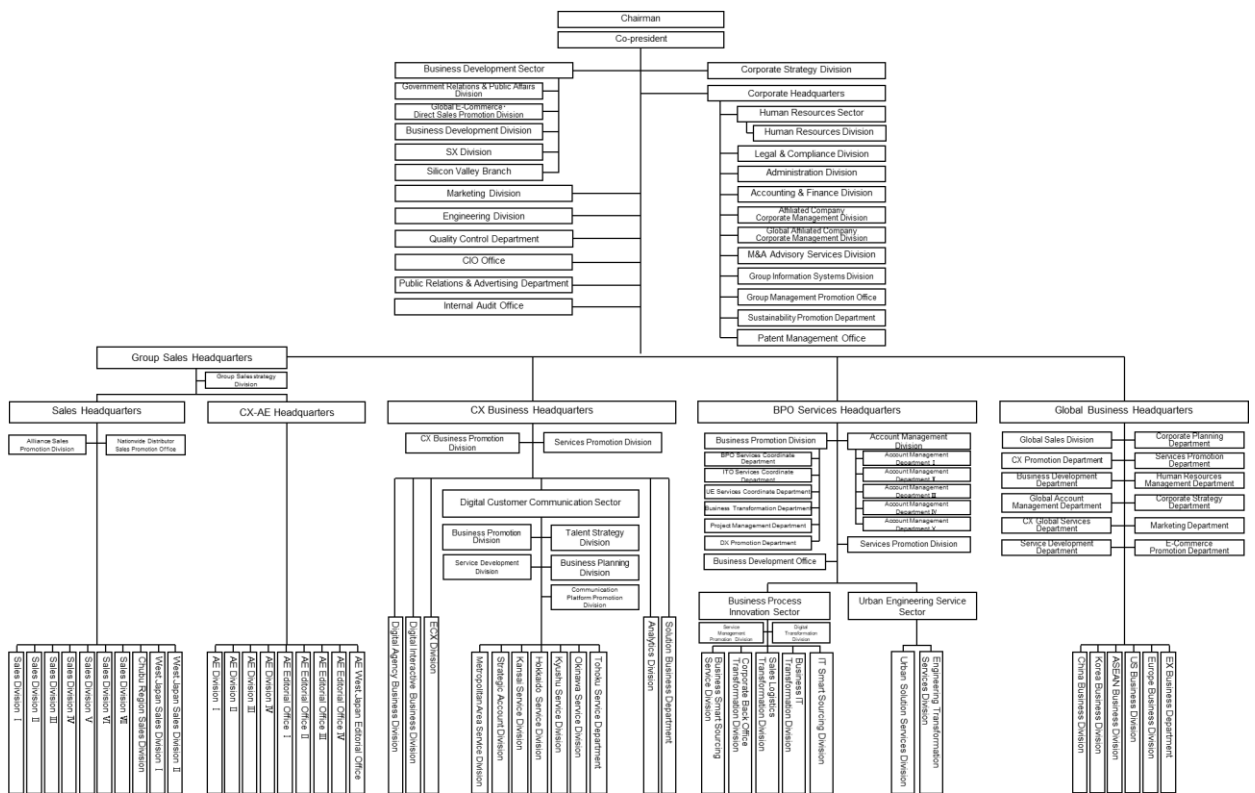 Chairman
Co-president
Business Development Sector
Government Relations & Public Affairs
Division
Global E-Commerce・
Direct Sales Promotion Division
Business Development Division
SX Division
Silicon Valley Branch
Marketing Division
Engineering Division
Quality Control Department
CIO Office
Public Relations & Advertising Department
Internal Audit Office
Corporate Strategy Division
Corporate Headquarters
Human Resources Sector
Human Resources Division
Legal & Compliance Division
Administration Division
Accounting & Finance Division
Affiliated Company
Corporate Management Division
Global Affiliated Company
Corporate Management Division
M&A Advisory Services Division
Group Information Systems Division
Group Management Promotion Office
Sustainability Promotion Department
Patent Management Office
Group Sales Headquarters
Group Sales strategy
Division
Sales Headquarters
Alliance Sales
Promotion Division
Nationwide Distributor
Sales Promotion Office
Sales Division Ⅰ
Sales Division Ⅱ
Sales Division Ⅲ
Sales Division Ⅳ
Sales Division Ⅴ
Sales Division Ⅵ
Sales Division Ⅶ
Chubu Region Sales Division
West Japan Sales Division Ⅰ
West Japan Sales Division Ⅱ
CX-AE Headquarters
AE Division Ⅰ
AE Division Ⅱ
AE Division Ⅲ
AE Division Ⅳ
AE Editorial Office Ⅰ
AE Editorial Office Ⅱ
AE Editorial Office Ⅲ
AE Editorial Office Ⅳ
AE West Japan Editorial Office
CX Business Headquarters
CX Business Promotion
Division
Services Promotion Division
Digital Customer Communication Sector
Business Promotion
Division
Talent Strategy
Division
Service Development
Division
Business Planning
Division
Communication
Platform Promotion
Division
Digital Agency Business Division
Digital Interactive Business Division
ECX Division
Metropolitan Area Service Division
Strategic Account Division
Kansai Service Division
Hokkaido Service Division
Kyushu Service Division
Okinawa Service Division
Tohoku Service Department
Analytics Division
Solution Business Department
BPO Services Headquarters
Business Promotion Division
BPO Services Coordinate
Department
ITO Services Coordinate
Department
UE Services Coordinate Department
Business Transformation Department
Project Management Department
DX Promotion Department
Business Development Office
Account Management
Division
Account Management
Department Ⅰ
Account Management
Department Ⅱ
Account Management
Department Ⅲ
Account Management
Department Ⅳ
Account Management
Department Ⅴ
Services Promotion Division
Business Process
Innovation Sector
Service
Management
Promotion Division
Digital
Transformation
Division
Business Smart Sourcing
Service Division
Corporate Back Office
Transformation Division
Sales Logistics
Transformation Division
Business IT
Transformation Division
IT Smart Sourcing Division
Urban Engineering Service
Sector
Urban Solution Services Division
Engineering Transformation
Services Division
Global Business Headquarters
Global Sales Division
Corporate Planning
Department
CX Promotion Department
Services Promotion
Department
Business Development
Department
Human Resources
Management Department
Global Account
Management Department
Corporate Strategy
Department
CX Global Services
Department
Marketing Department
Service Development
Department
E-Commerce
Promotion Department
China Business Division
Korea Business Division
ASEAN Business Division
US Business Division
Europe Business Division
EX Business Department